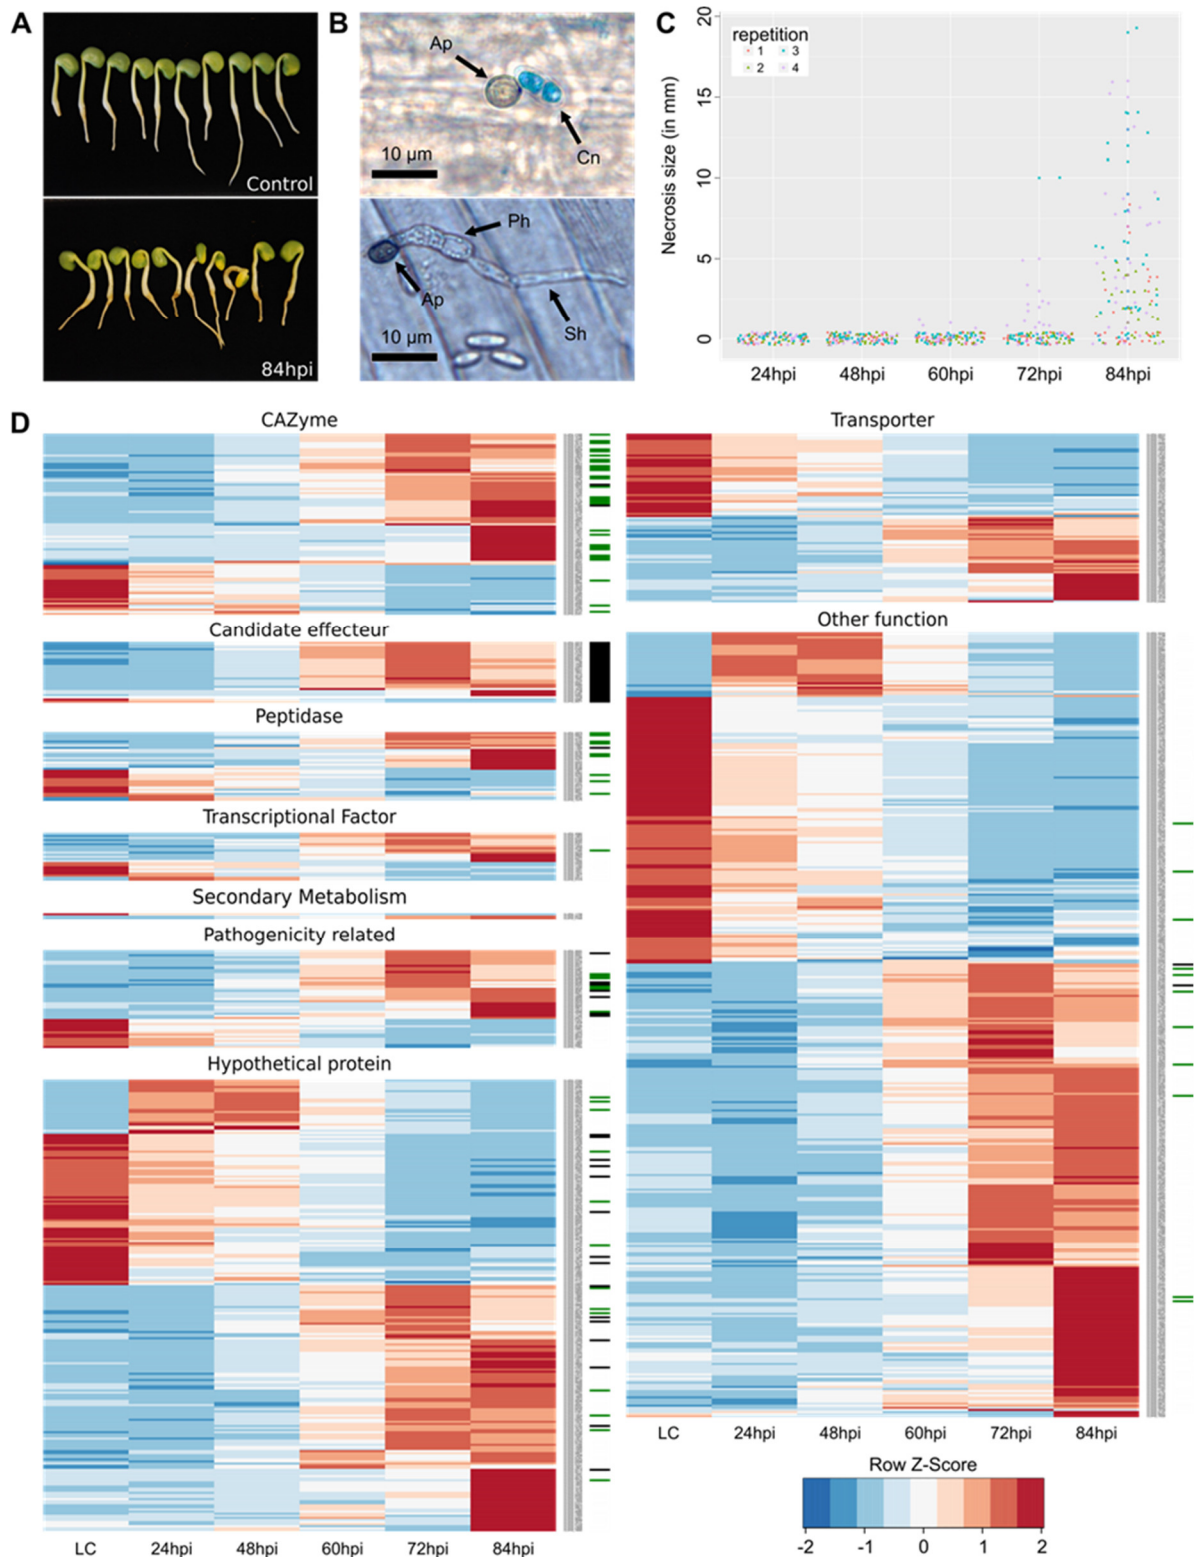 A
Control
84hpi
B
Ap
Cn
10 µm
Ph
Ap
Sh
10 µm
C
repetition
1 3
2 4
Necrosis size (in mm)
20
15
10
5
0
24hpi 48hpi 60hpi 72hpi 84hpi
D
CAZyme
Candidate effecteur
Peptidase
Transcriptional Factor
Secondary Metabolism
Pathogenicity related
Hypothetical protein
LC 24hpi 48hpi 60hpi 72hpi 84hpi
Transporter
Other function
LC 24hpi 48hpi 60hpi 72hpi 84hpi
Row Z-Score
-2 -1 0 1 2